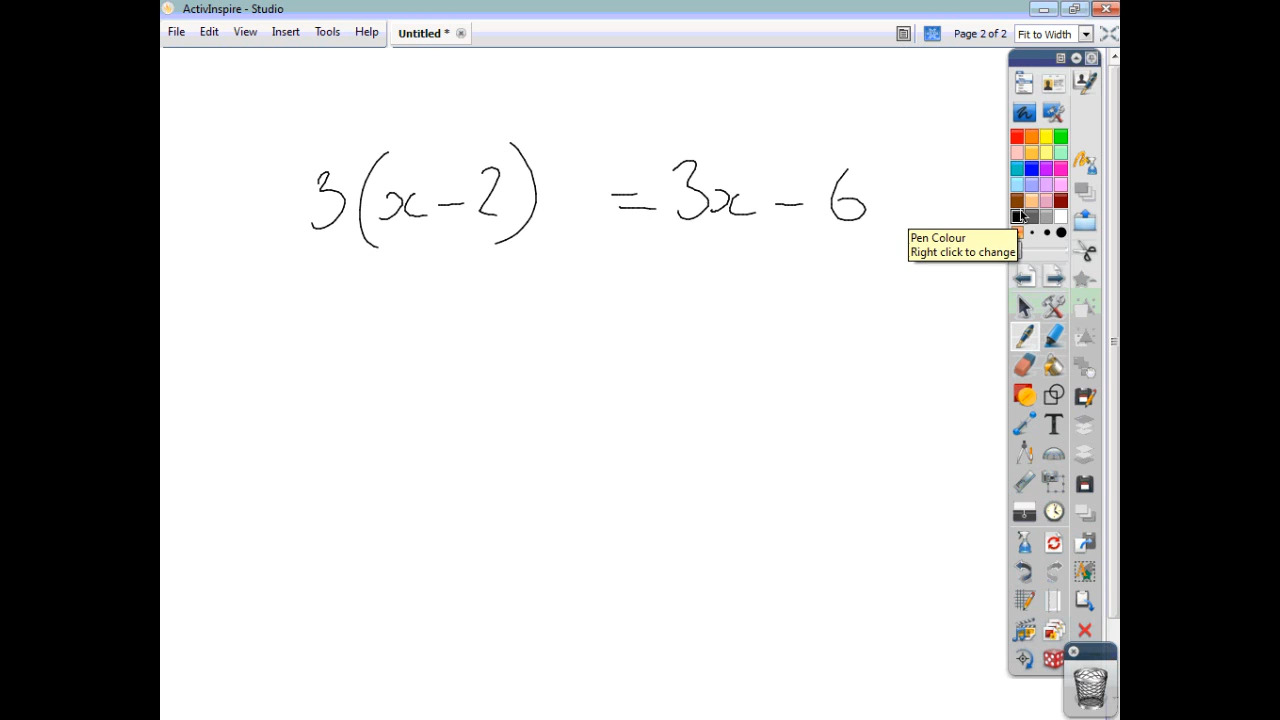 ActivInspire - Studio
File Edit View Insert Tools Help Untitled * Page 2 of 2 Fit to Width
3(x-2) = 3x - 6
Pen Colour
Right click to change
T